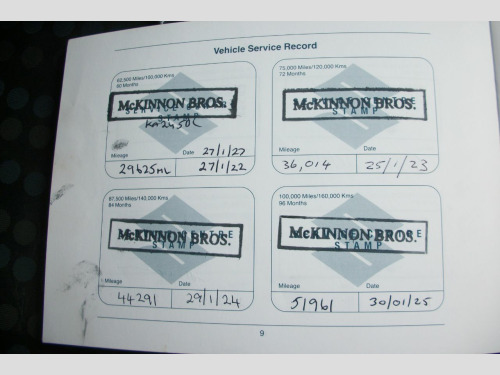 Vehicle Service Record
62,500 Miles/100,000 Kms
60 Months
McKINNON BROS.
SERVICE CENTRE
STAMP
Mileage
Date 27/1/22
29625mL 27/1/22
75,000 Miles/120,000 Kms
72 Months
McKINNON BROS.
STAMP
Mileage
Date
36,014 25/1/23
87,500 Miles/140,000 Kms
84 Months
McKINNON BROS.
STAMP
Mileage
Date
44291 29/1/24
100,000 Miles/160,000 Kms
96 Months
McKINNON BROS.
STAMP
Mileage
Date
51961 30/01/25
9